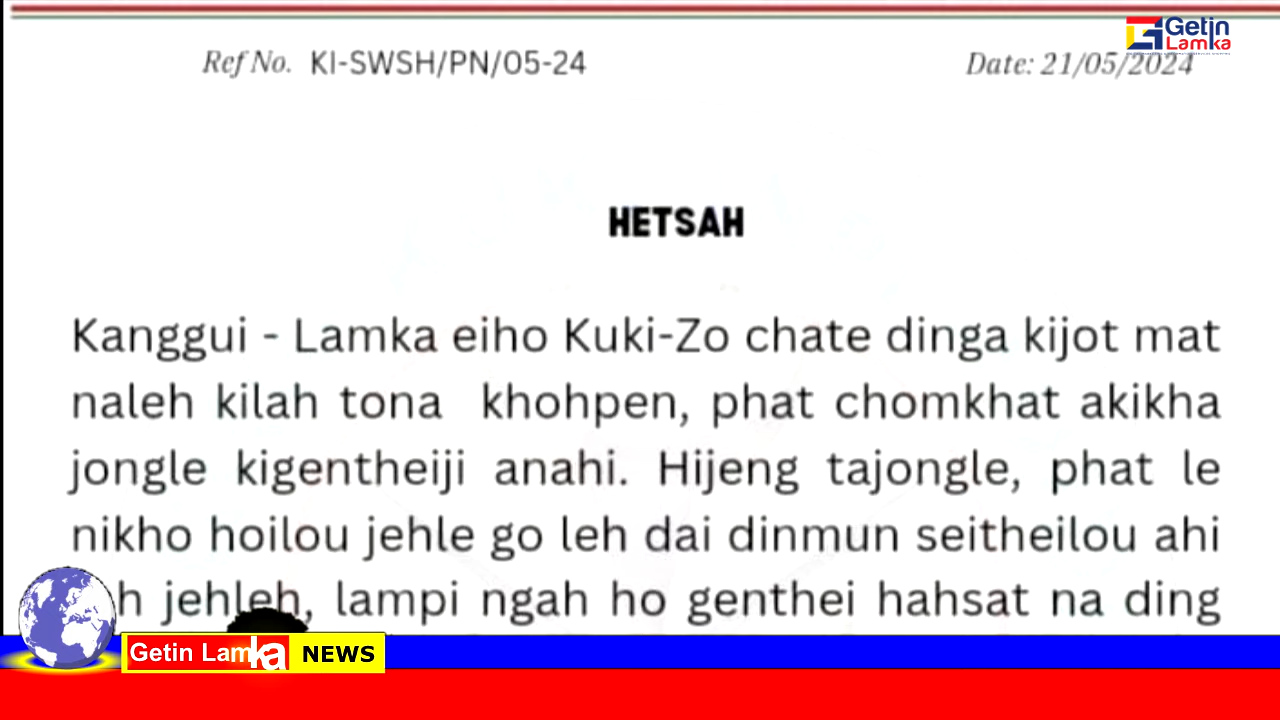 Getin
Lamka
Ref No. KI-SWSH/PN/05-24
Date: 21/05/2024
HETSAH
Kanggui - Lamka eiho Kuki-Zo chate dinga kijot mat
naleh kilah tona khohpen, phat chomkhat akikha
jongle kigentheiji anahi. Hijeng tajongle, phat le
nikho hoilou jehle go leh dai dinmun seitheilou ahi
jehleh, lampi ngah ho genthei hahsat na ding
Getin Lamka NEWS